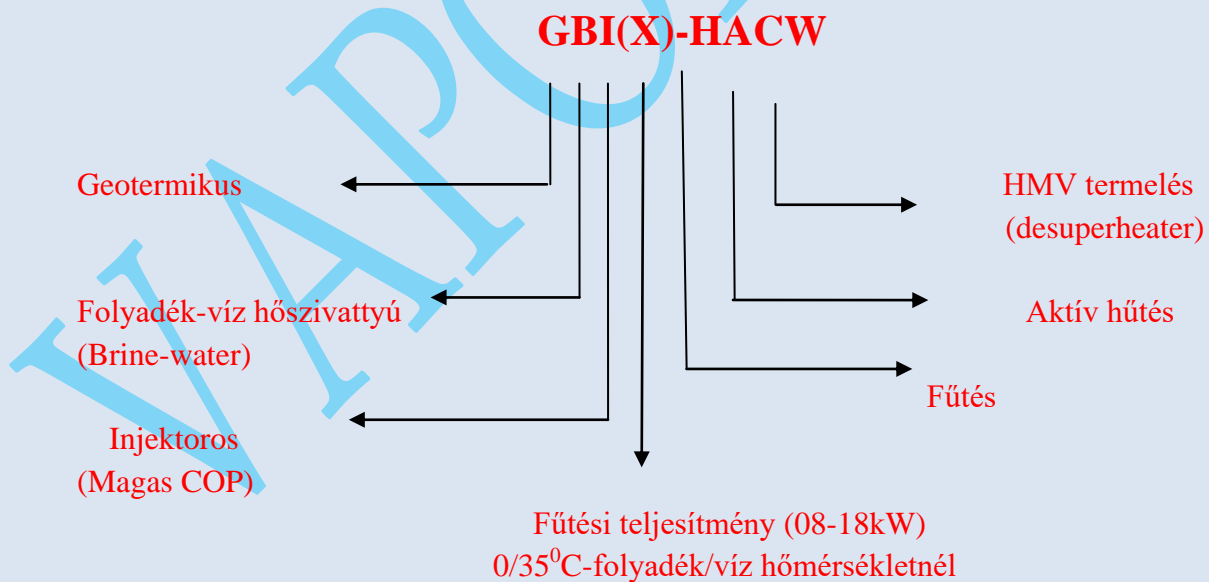 GBI(X)-HACW
Geotermikus
HMV termelés
(desuperheater)
Folyadék-víz hőszivattyú
(Brine-water)
Aktív hűtés
Fűtés
Injektoros
(Magas COP)
Fűtési teljesítmény (08-18kW)
0/35⁰C-folyadék/víz hőmérsékletnél